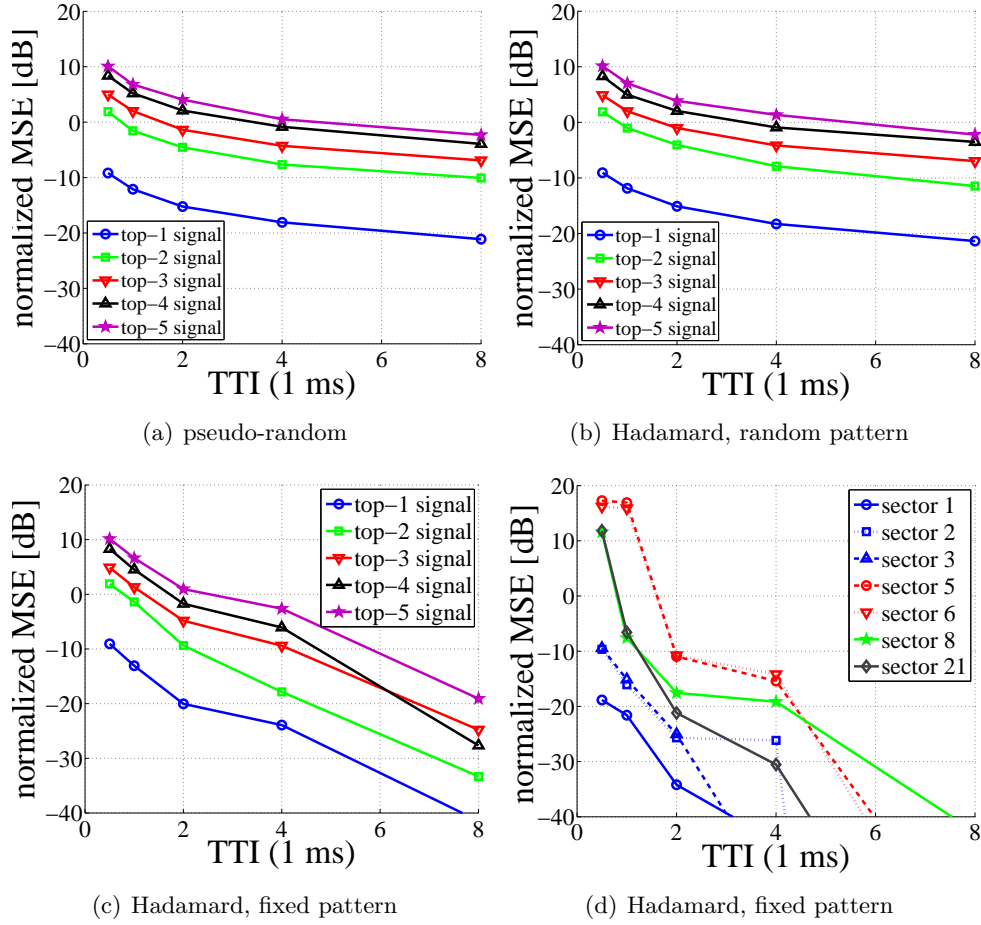 normalized MSE [dB]
20
10
0
−10
−20
−30
−40
top−1 signal
top−2 signal
top−3 signal
top−4 signal
top−5 signal
0 2 4 6 8
TTI (1 ms)
(a) pseudo-random
normalized MSE [dB]
20
10
0
−10
−20
−30
−40
top−1 signal
top−2 signal
top−3 signal
top−4 signal
top−5 signal
0 2 4 6 8
TTI (1 ms)
(b) Hadamard, random pattern
normalized MSE [dB]
20
10
0
−10
−20
−30
−40
top−1 signal
top−2 signal
top−3 signal
top−4 signal
top−5 signal
0 2 4 6 8
TTI (1 ms)
(c) Hadamard, fixed pattern
normalized MSE [dB]
20
10
0
−10
−20
−30
−40
sector 1
sector 2
sector 3
sector 5
sector 6
sector 8
sector 21
0 2 4 6 8
TTI (1 ms)
(d) Hadamard, fixed pattern